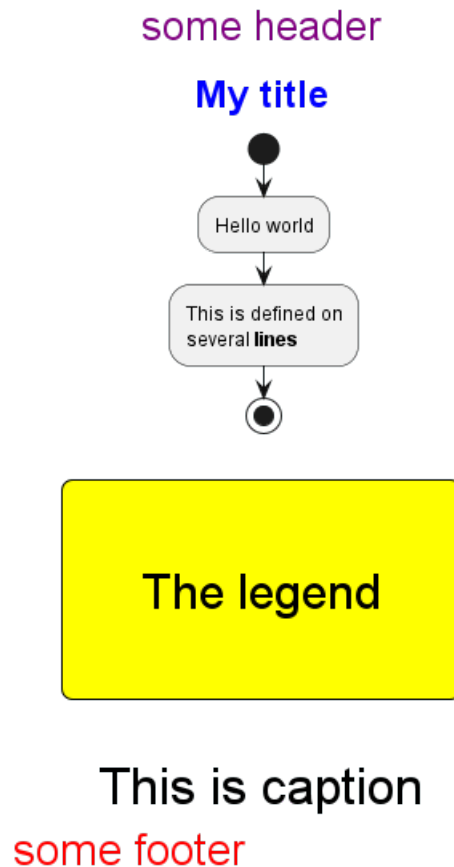 some header
My title
Hello world
This is defined on
several lines
The legend
This is caption
some footer